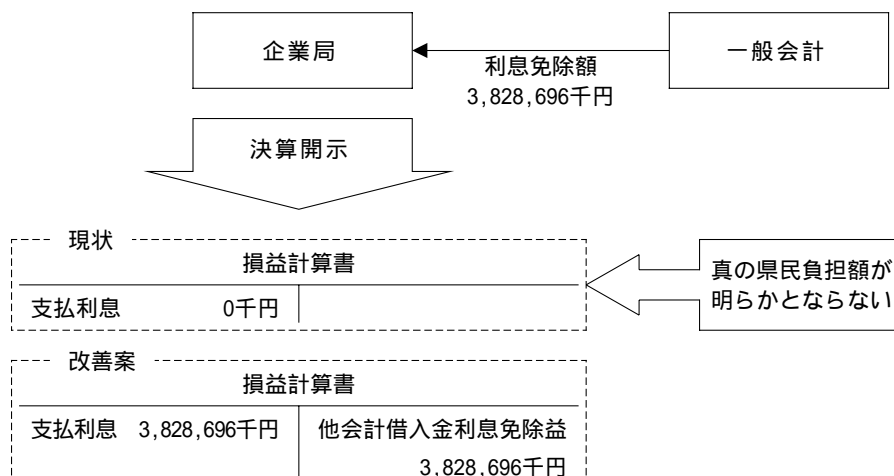 企業局
一般会計
利息免除額
3,828,696千円
決算開示
現状
損益計算書
支払利息 0千円
真の県民負担額が
明らかとならない
改善案
損益計算書
支払利息 3,828,696千円
他会計借入金利息免除益
3,828,696千円